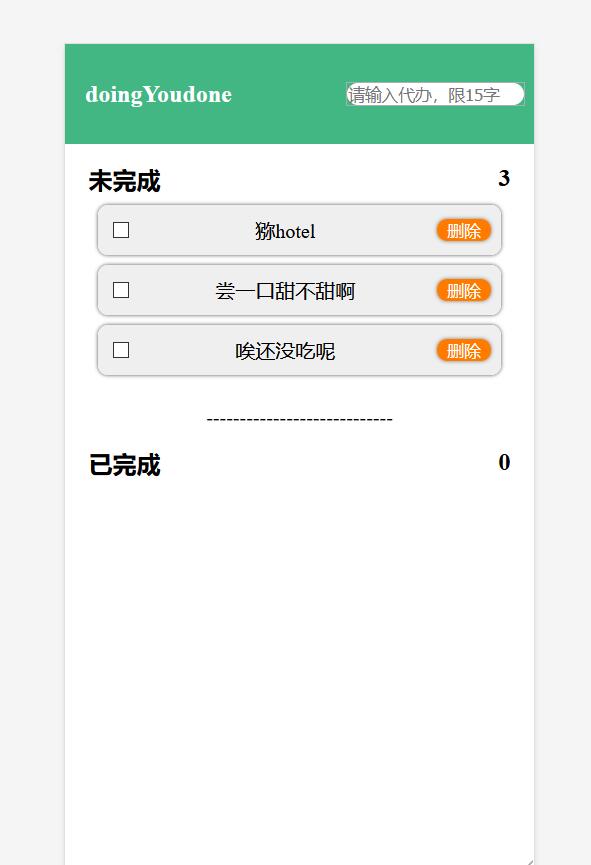 doingYoudone
请输入代办，限15字
未完成 3
猕hotel 删除
尝一口甜不甜啊 删除
唉还没吃呢 删除
----------------------------
已完成 0